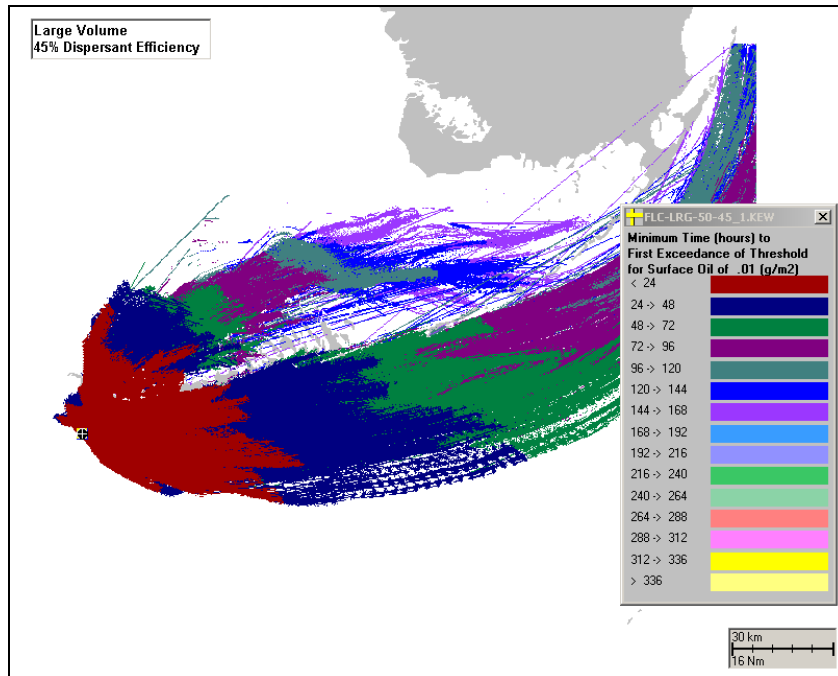 Large Volume
45% Dispersant Efficiency
FLC-LRG-50-45_1.KEW
Minimum Time (hours) to
First Exceedance of Threshold
for Surface Oil of .01 (g/m2)
< 24
24 -> 48
48 -> 72
72 -> 96
96 -> 120
120 -> 144
144 -> 168
168 -> 192
192 -> 216
216 -> 240
240 -> 264
264 -> 288
288 -> 312
312 -> 336
> 336
30 km
16 Nm